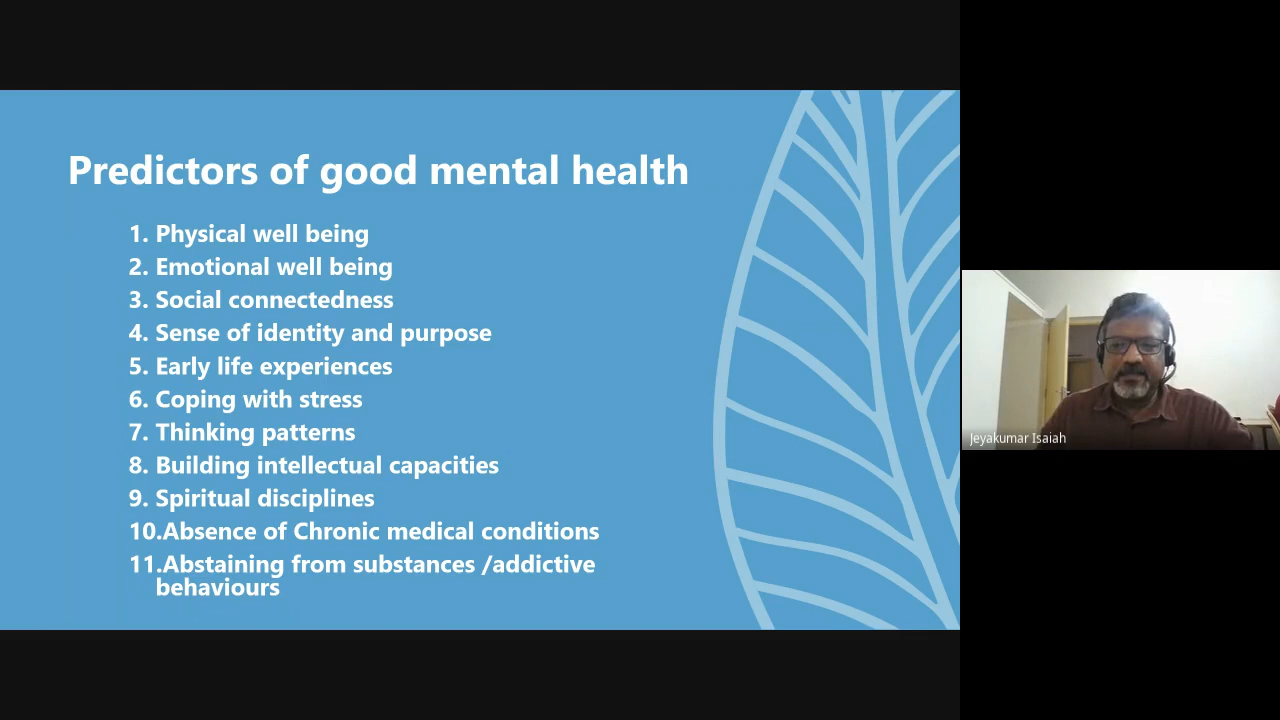 Predictors of good mental health
1. Physical well being
2. Emotional well being
3. Social connectedness
4. Sense of identity and purpose
5. Early life experiences
6. Coping with stress
7. Thinking patterns
8. Building intellectual capacities
9. Spiritual disciplines
10.Absence of Chronic medical conditions
11.Abstaining from substances /addictive
behaviours
Jeyakumar Isaiah